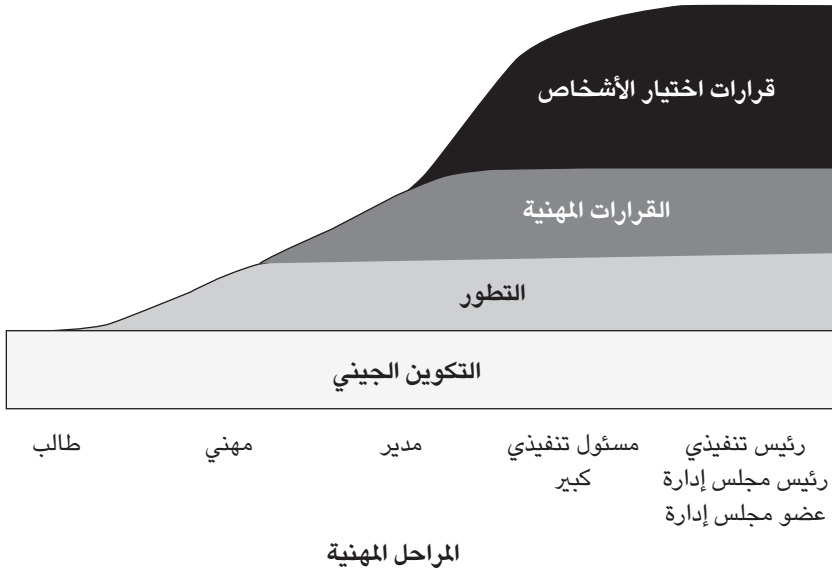 قرارات اختيار الأشخاص
القرارات المهنية
التطور
التكوين الجيني
طالب
مهني
مدير
مسئول تنفيذي
كبير
رئيس تنفيذي
رئيس مجلس إدارة
عضو مجلس إدارة
المراحل المهنية